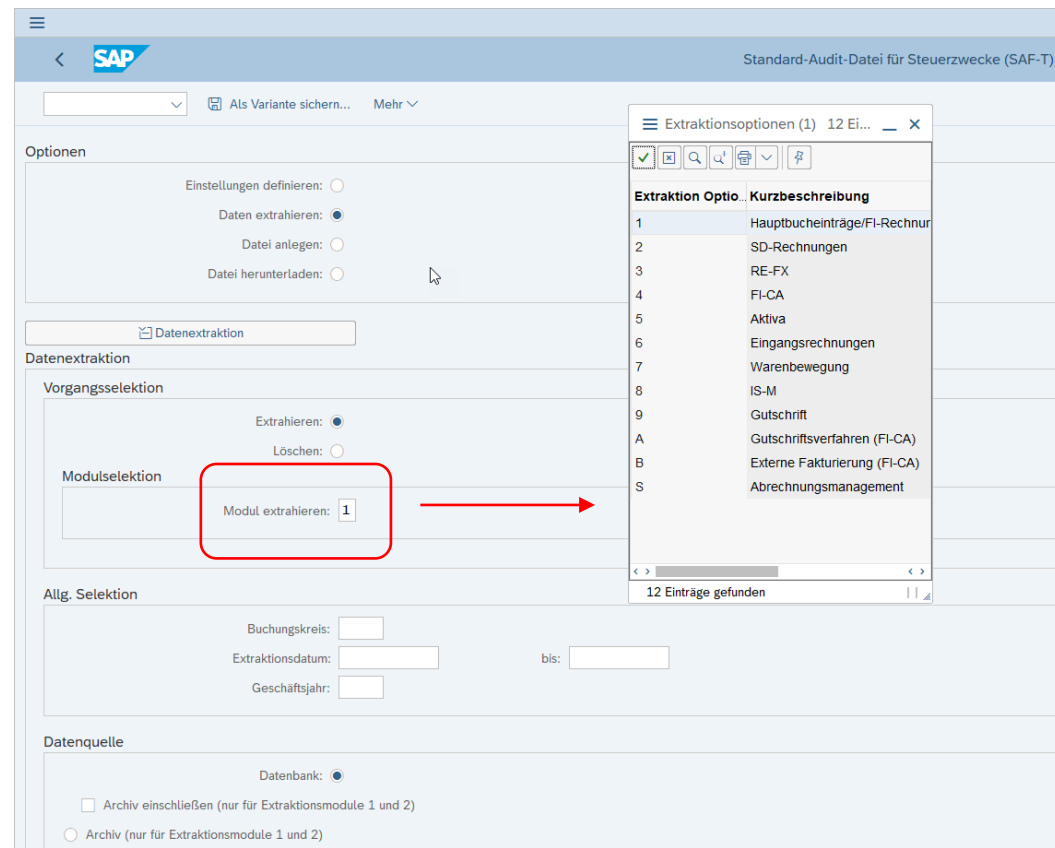 SAP
Standard-Audit-Datei für Steuerzwecke (SAF-T)
Als Variante sichern... Mehr
Optionen
Einstellungen definieren:
Daten extrahieren:
Datei anlegen:
Datei herunterladen:
Datenextraktion
Datenextraktion
Vorgangsselektion
Extrahieren:
Löschen:
Modulselektion
Modul extrahieren: 1
Allg. Selektion
Buchungskreis:
Extraktionsdatum: bis:
Geschäftsjahr:
Datenquelle
Datenbank:
Archiv einschließen (nur für Extraktionsmodule 1 und 2)
Archiv (nur für Extraktionsmodule 1 und 2)
Extraktionsoptionen (1) 12 Ei...
Extraktion Optio.. Kurzbeschreibung
1 Hauptbucheinträge/FI-Rechnur
2 SD-Rechnungen
3 RE-FX
4 FI-CA
5 Aktiva
6 Eingangsrechnungen
7 Warenbewegung
8 IS-M
9 Gutschrift
A Gutschriftsverfahren (FI-CA)
B Externe Fakturierung (FI-CA)
S Abrechnungsmanagement
12 Einträge gefunden